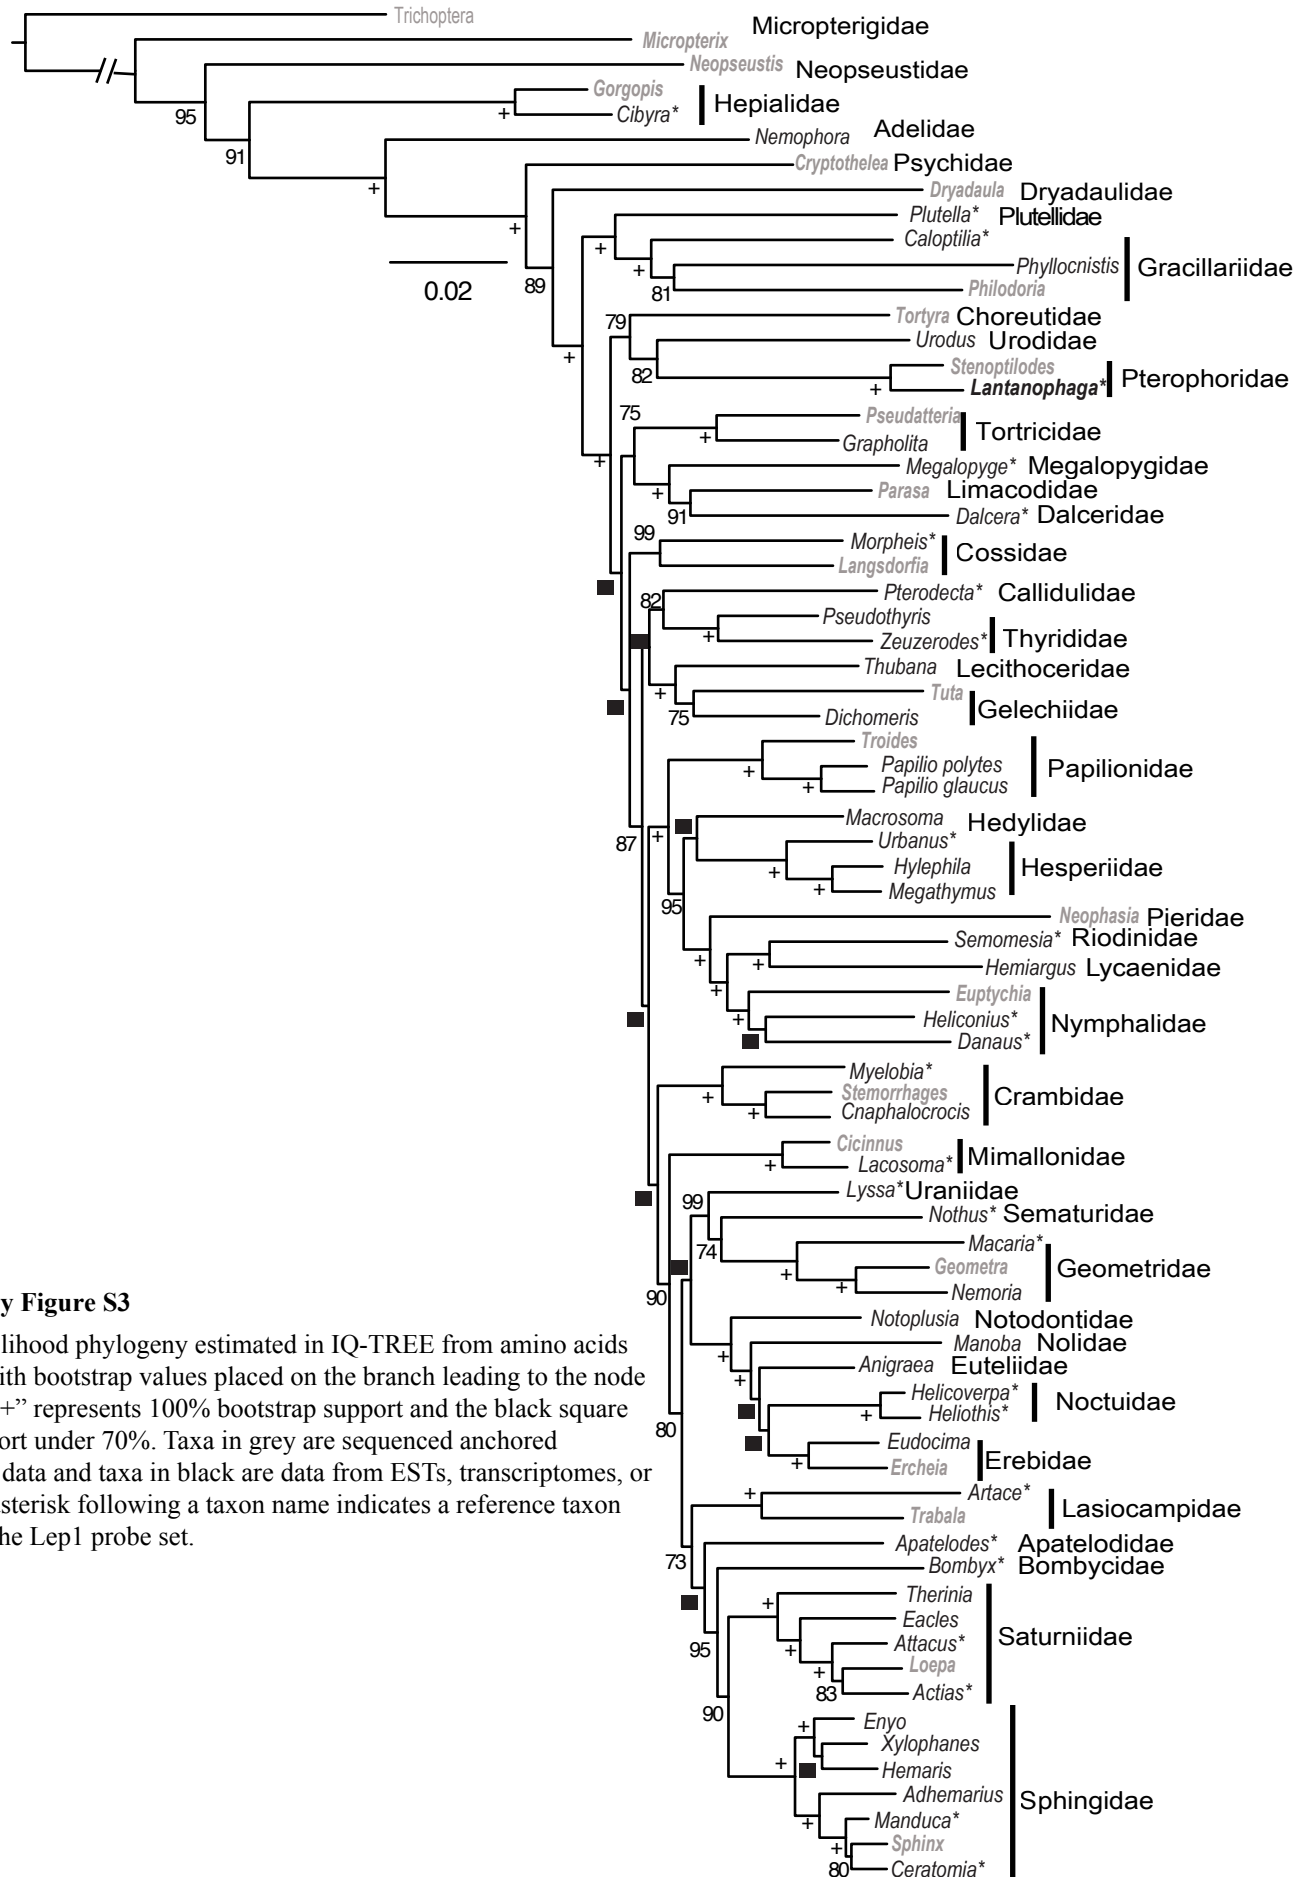 Trichoptera
Micropterix Micropterigidae
Neopseustis Neopseustidae
95
Gorgopis
+ Cibyra* Hepialidae
91
Nemophora Adelidae
+
Cryptothelea Psychidae
+
Dryadaula Dryadaulidae
89
0.02
Plutella* Plutellidae
+
Caloptilia*
+
Phyllocnistis Gracillariidae
81
Philodoria
+
79
Tortyra Choreutidae
Urodus Urodidae
82
Stenoptilodes
+ Lantanophaga* Pterophoridae
+
75
Pseudatteria
+ Grapholita Tortricidae
Megalopyge* Megalopygidae
+
Parasa Limacodidae
91
Dalcera* Dalceridae
99
Morpheis*
Langsdorfia Cossidae
82
Pterodecta* Callidulidae
Pseudothyris
+ Zeuzerodes* Thyrididae
Thubana Lecithoceridae
+
Tuta
75
Dichomeris Gelechiidae
87
Troides
+
Papilio polytes Papilionidae
+
Papilio glaucus
+
Macrosoma Hedylidae
Urbanus*
+
Hylephila Hesperiidae
+
Megathymus
95
Neophasia Pieridae
+
Semomesia* Riodinidae
+
Hemiargus Lycaenidae
+
Euptychia
+
Heliconius* Nymphalidae
Danaus*
Myelobia*
+
Stemorrhages Crambidae
+
Cnaphalocrocis
Cicinnus
+
Lacosoma* Mimallonidae
90
99
Lyssa* Uraniidae
Nothus* Sematuridae
74
Macaria*
+
Geometra Geometridae
+
Nemoria
80
Notoplusia Notodontidae
+
Manoba Nolidae
+
Anigraea Euteliidae
Helicoverpa* Noctuidae
+
Heliothis*
Eudocima
+
Ercheia Erebidae
Artace*
+
Trabala Lasiocampidae
73
Apatelodes* Apatelodidae
Bombyx* Bombycidae
95
Therinia
+
Eacles
+
Attacus* Saturniidae
+
Loepa
83
Actias*
90
Enyo
+
Xylophanes
Hemaris
+
Adhemarius Sphingidae
+
Manduca*
+
Sphinx
80
Ceratomia*
y Figure S3
lihood phylogeny estimated in IQ-TREE from amino acids
ith bootstrap values placed on the branch leading to the node
+” represents 100% bootstrap support and the black square
ort under 70%. Taxa in grey are sequenced anchored
data and taxa in black are data from ESTs, transcriptomes, or
sterisk following a taxon name indicates a reference taxon
he Lep1 probe set.